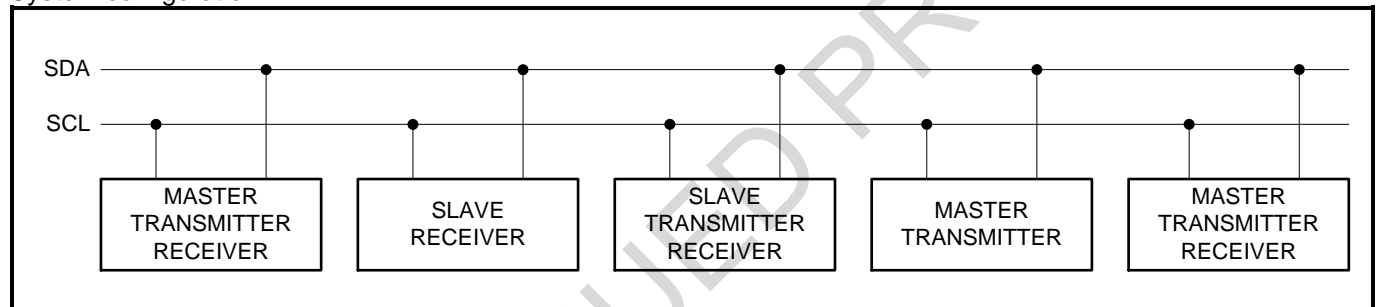 SDA
SCL
MASTER
TRANSMITTER
RECEIVER
SLAVE
RECEIVER
SLAVE
TRANSMITTER
RECEIVER
MASTER
TRANSMITTER
MASTER
TRANSMITTER
RECEIVER